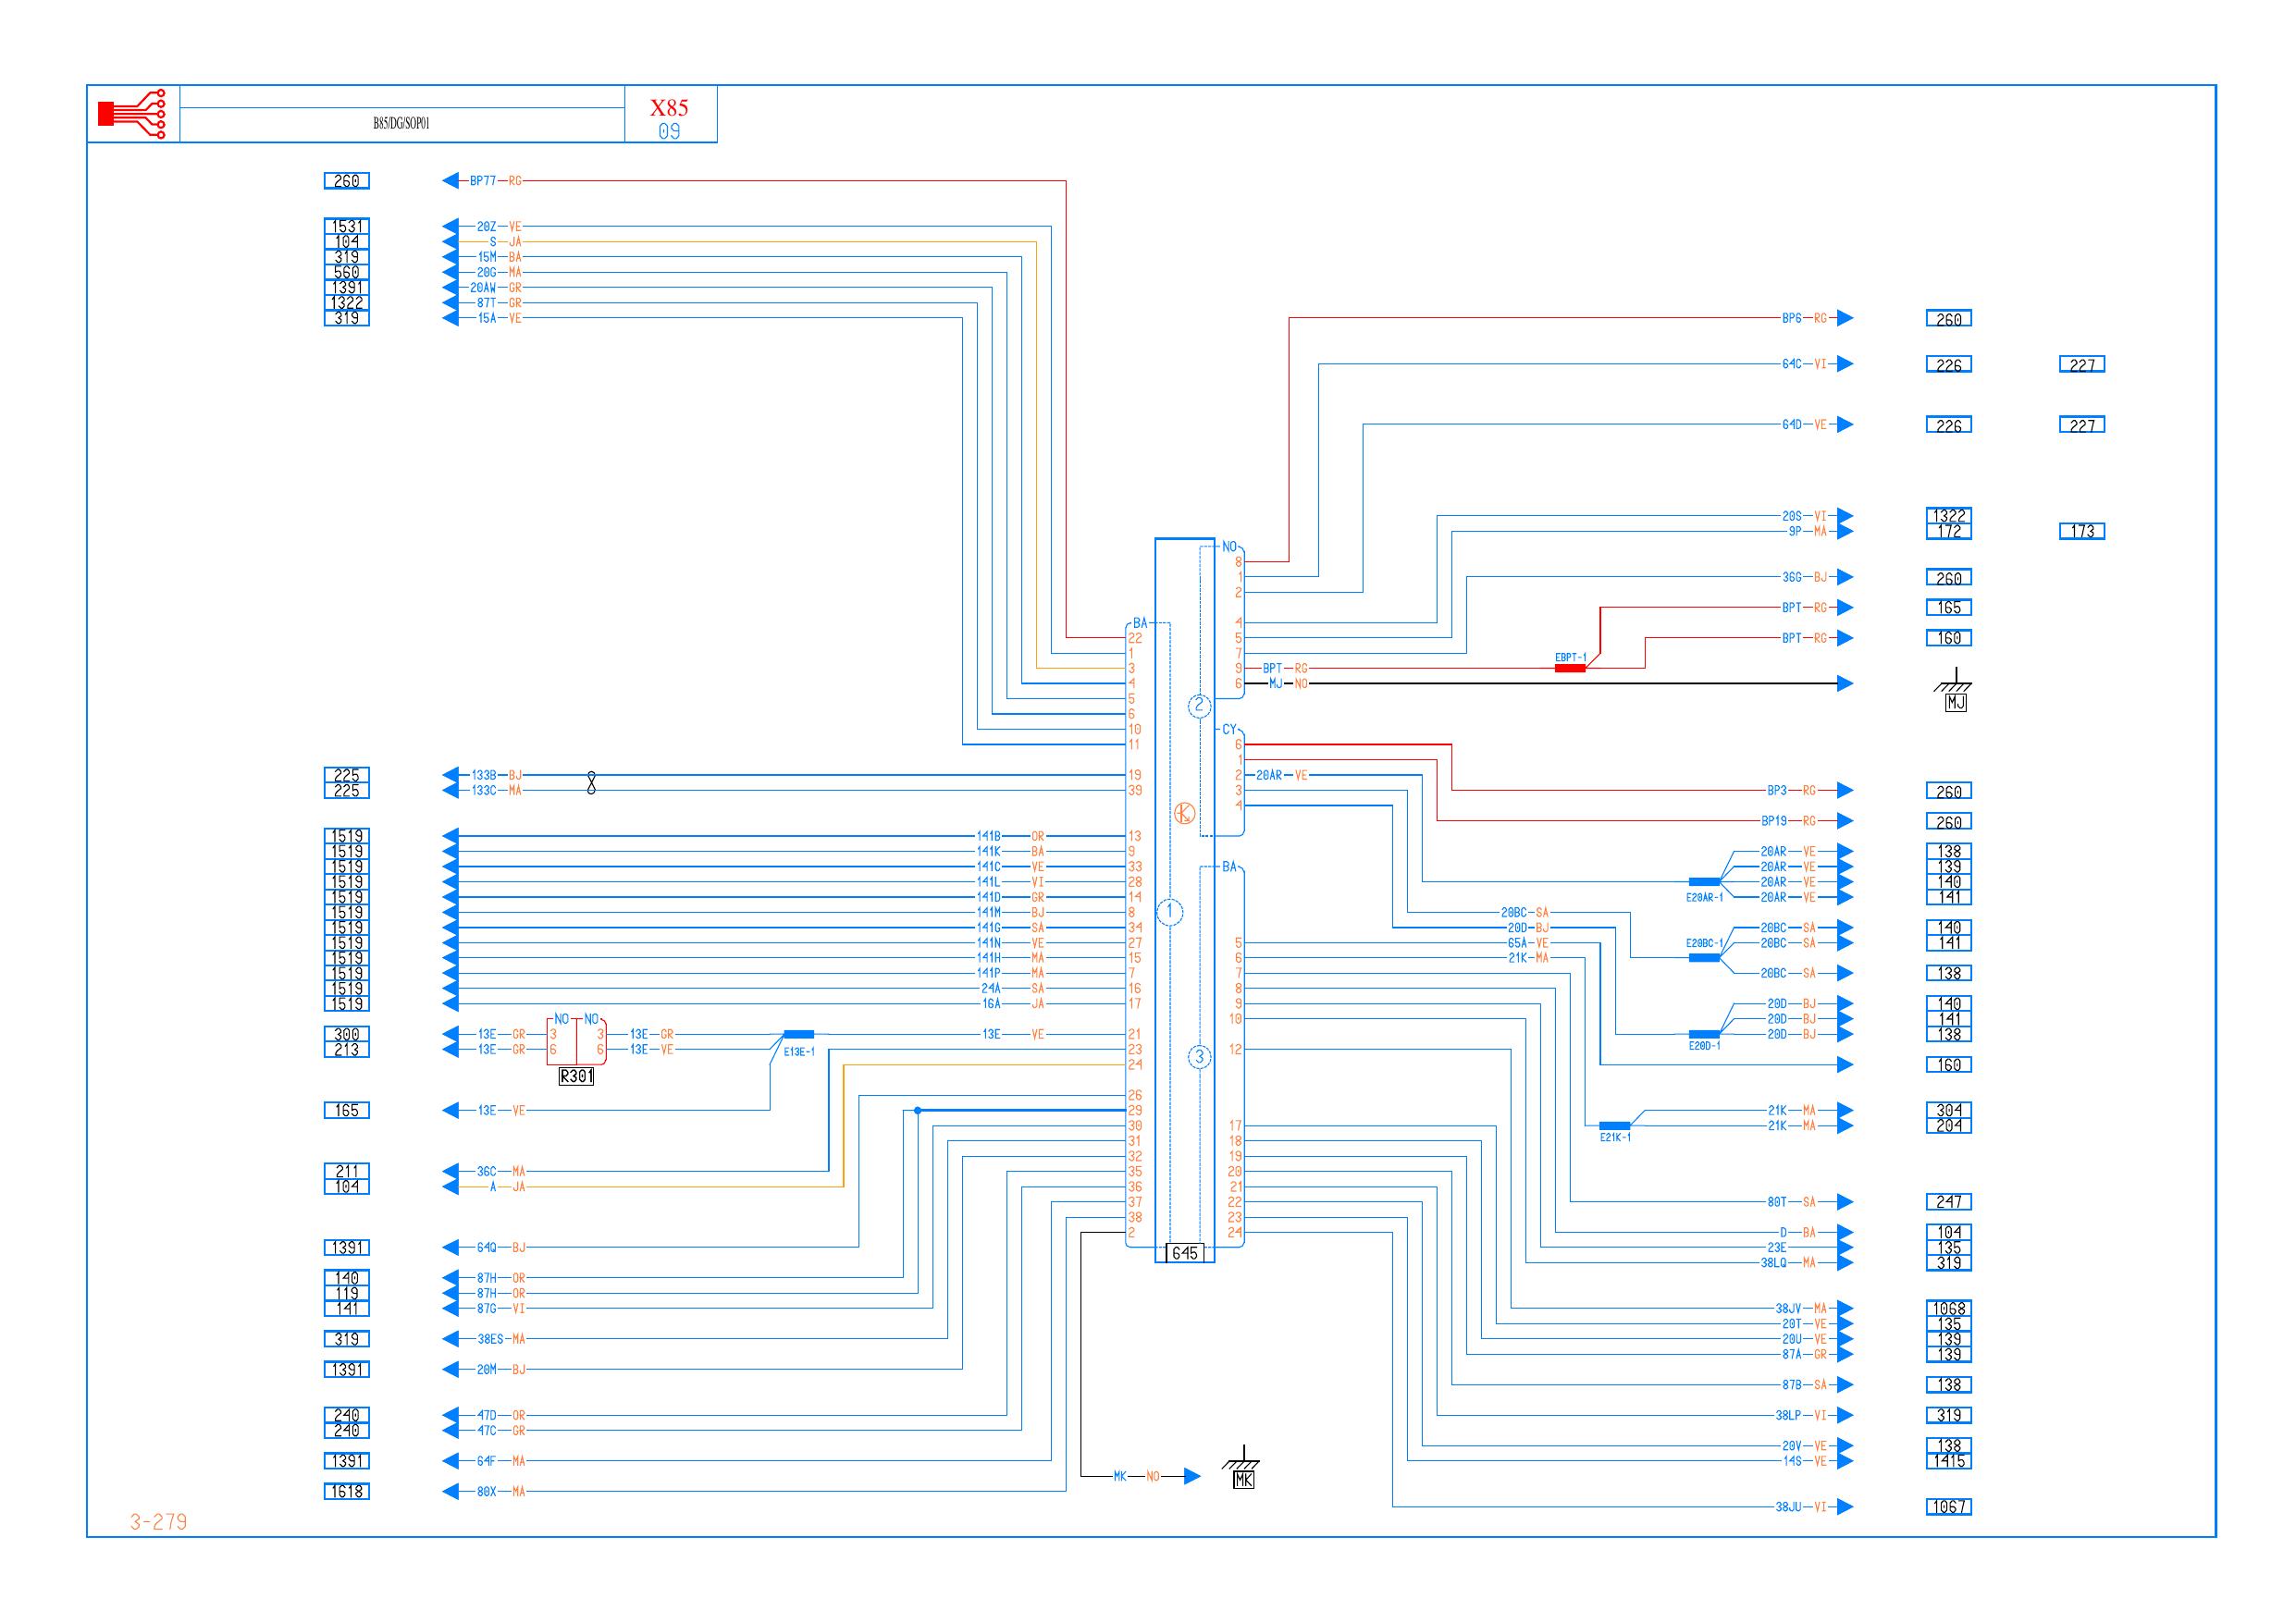 X85
B85/DG/SOP01
09
260 BP77 RG
1531 20Z VE
104 S JA
319 15M BA
560 20G MA
1391 20AW GR
1322 87T GR
319 15A VE
BP6 RG 260
64C VI 226 227
64D VE 226 227
20S VI 1322
9P MA 172 173
NO
8
1 36G BJ 260
2
BPT RG 165
BA 4
22 5 BPT RG 160
1 7 EBPT-1
3 9 BPT RG
4 6 MJ NO
5 2 MJ
6
10 CY
11 6
225 133B BJ 19 1
2 20AR VE
225 133C MA 39 3 BP3 RG 260
4
BP19 RG 260
1519 141B OR 13
1519 141K BA 9 20AR VE 138
1519 141C VE 33 BA 20AR VE 139
1519 141L VI 28 20AR VE 140
1519 141D GR 14 E20AR-1 20AR VE 141
1519 141M BJ 8 1 20BC SA
1519 141G SA 34 20D BJ 20BC SA 140
1519 141N VE 27 5 65A VE E20BC-1 20BC SA 141
1519 141H MA 15 6 21K MA
1519 141P MA 7 7 20BC SA 138
1519 24A SA 16 8
1519 16A JA 17 9 20D BJ 140
NO NO 10 20D BJ 141
300 13E GR 3 3 13E GR 13E VE 21 20D BJ 138
213 13E GR 6 6 13E VE E13E-1 23 3 12 E20D-1
R301 24 160
26
165 13E VE 29 21K MA 304
30 17 21K MA 204
31 18 E21K-1
32 19
211 36C MA 35 20
104 A JA 36 21
37 22 80T SA 247
38 23
2 24 D BA 104
1391 64Q BJ 645 23E 135
38LQ MA 319
140 87H OR
119 87H OR
141 87G VI 38JV MA 1068
20T VE 135
319 38ES MA 20U VE 139
87A GR 139
1391 20M BJ
87B SA 138
240 47D OR 38LP VI 319
240 47C GR
20V VE 138
1391 64F MA 14S VE 1415
MK NO MK
1618 80X MA
38JU VI 1067
3-279